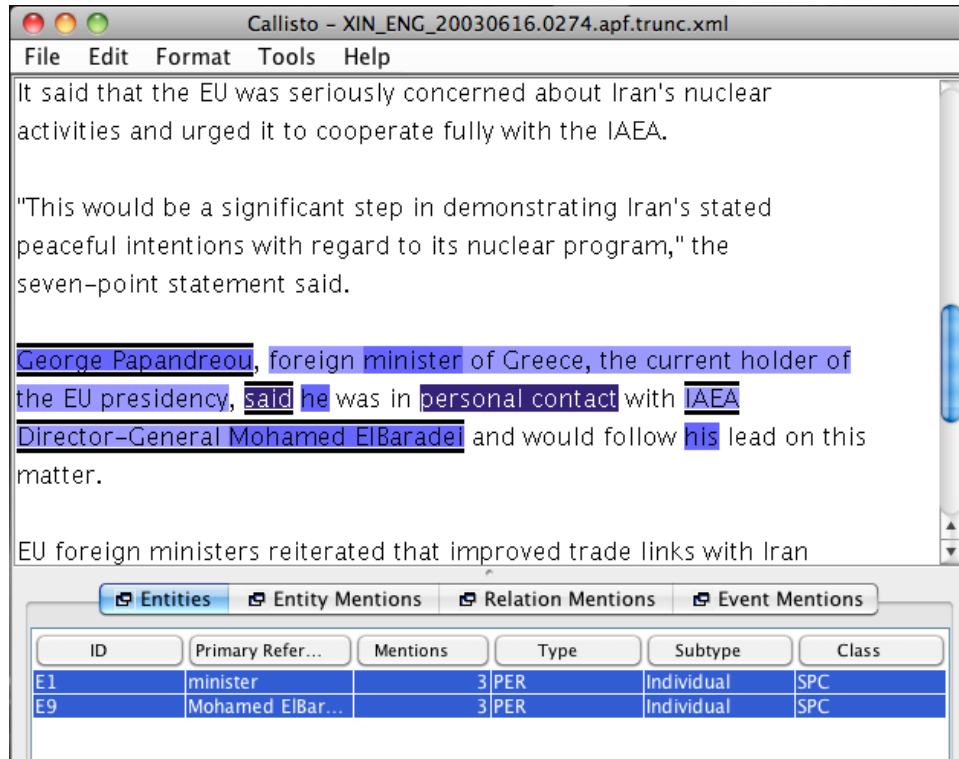 Callisto – XIN_ENG_20030616.0274.apf.trunc.xml
File Edit Format Tools Help
It said that the EU was seriously concerned about Iran's nuclear
activities and urged it to cooperate fully with the IAEA.
"This would be a significant step in demonstrating Iran's stated
peaceful intentions with regard to its nuclear program," the
seven–point statement said.
George Papandreou, foreign minister of Greece, the current holder of
the EU presidency, said he was in personal contact with IAEA
Director–General Mohamed ElBaradei and would follow his lead on this
matter.
EU foreign ministers reiterated that improved trade links with Iran
Entities Entity Mentions Relation Mentions Event Mentions
ID Primary Refer... Mentions Type Subtype Class
E1 minister 3 PER Individual SPC
E9 Mohamed ElBar... 3 PER Individual SPC